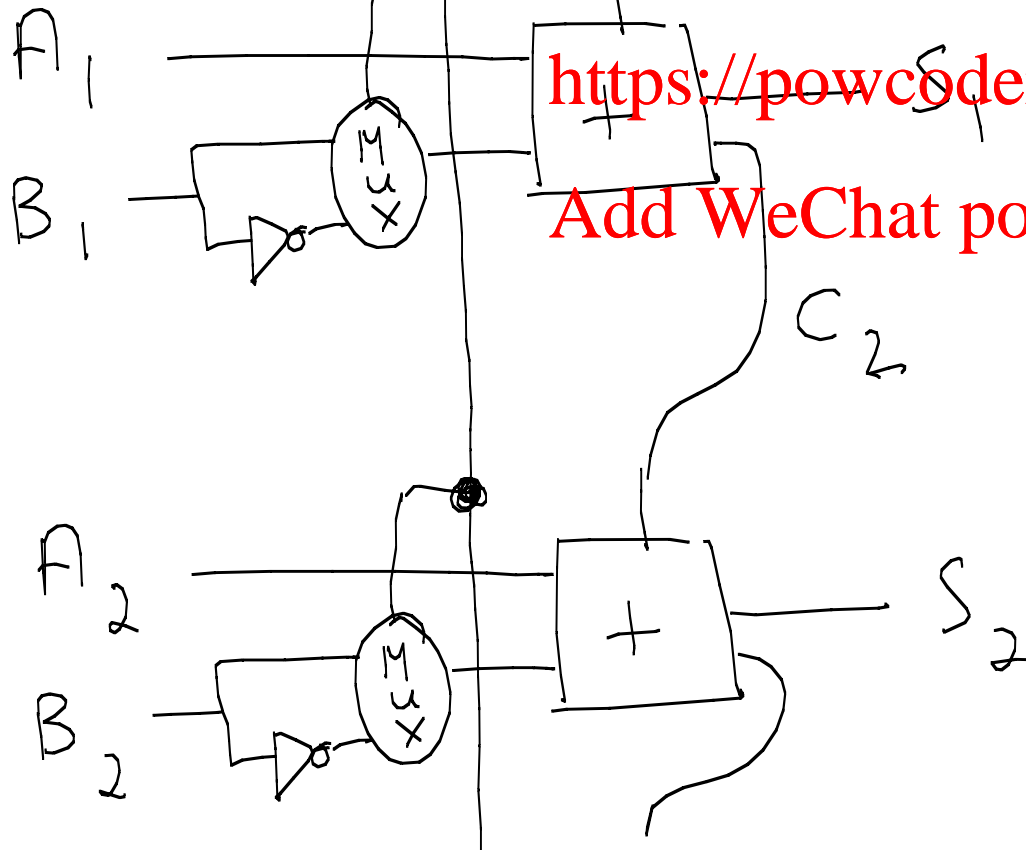 A1
https://powcode
S1
+
Mux
B1
Add WeChat po
C2
A2
S2
+
Mux
B2